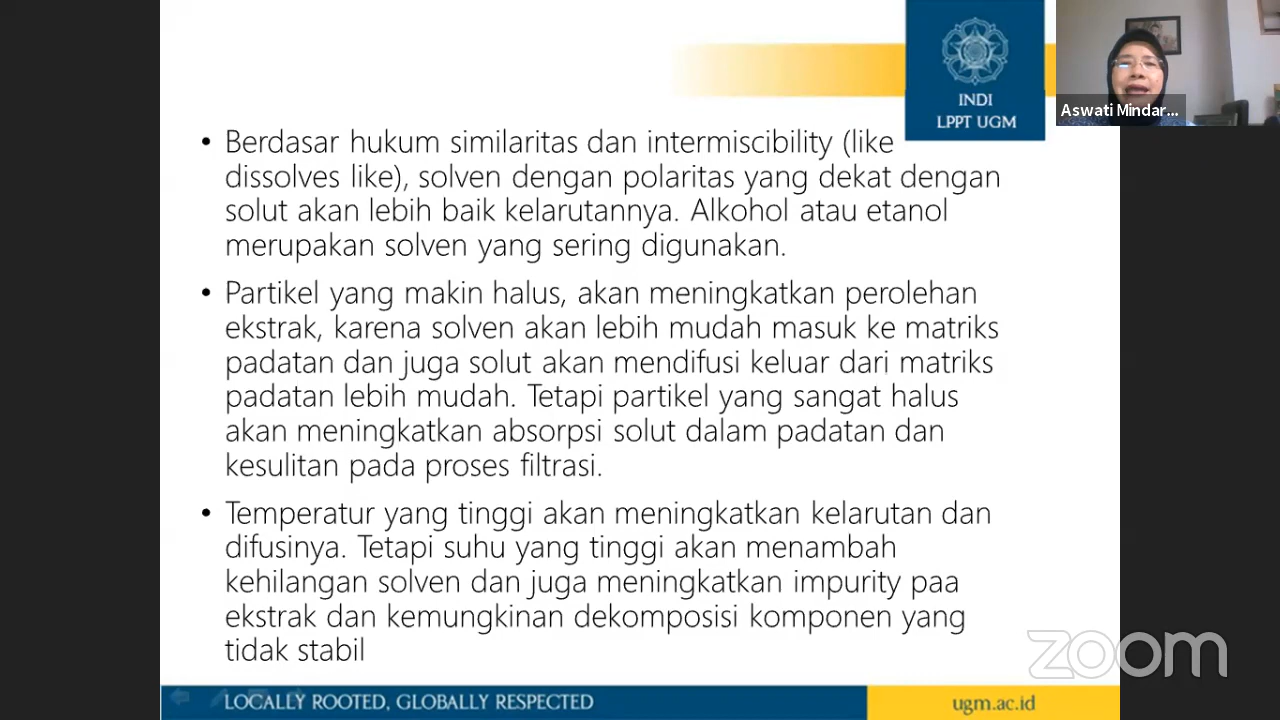 INDI
LPPT UGM
Aswati Mindar...
• Berdasar hukum similaritas dan intermiscibility (like
dissolves like), solven dengan polaritas yang dekat dengan
solut akan lebih baik kelarutannya. Alkohol atau etanol
merupakan solven yang sering digunakan.
• Partikel yang makin halus, akan meningkatkan perolehan
ekstrak, karena solven akan lebih mudah masuk ke matriks
padatan dan juga solut akan mendifusi keluar dari matriks
padatan lebih mudah. Tetapi partikel yang sangat halus
akan meningkatkan absorpsi solut dalam padatan dan
kesulitan pada proses filtrasi.
• Temperatur yang tinggi akan meningkatkan kelarutan dan
difusinya. Tetapi suhu yang tinggi akan menambah
kehilangan solven dan juga meningkatkan impurity paa
ekstrak dan kemungkinan dekomposisi komponen yang
tidak stabil
zoom
LOCALLY ROOTED, GLOBALLY RESPECTED
ugm.ac.id